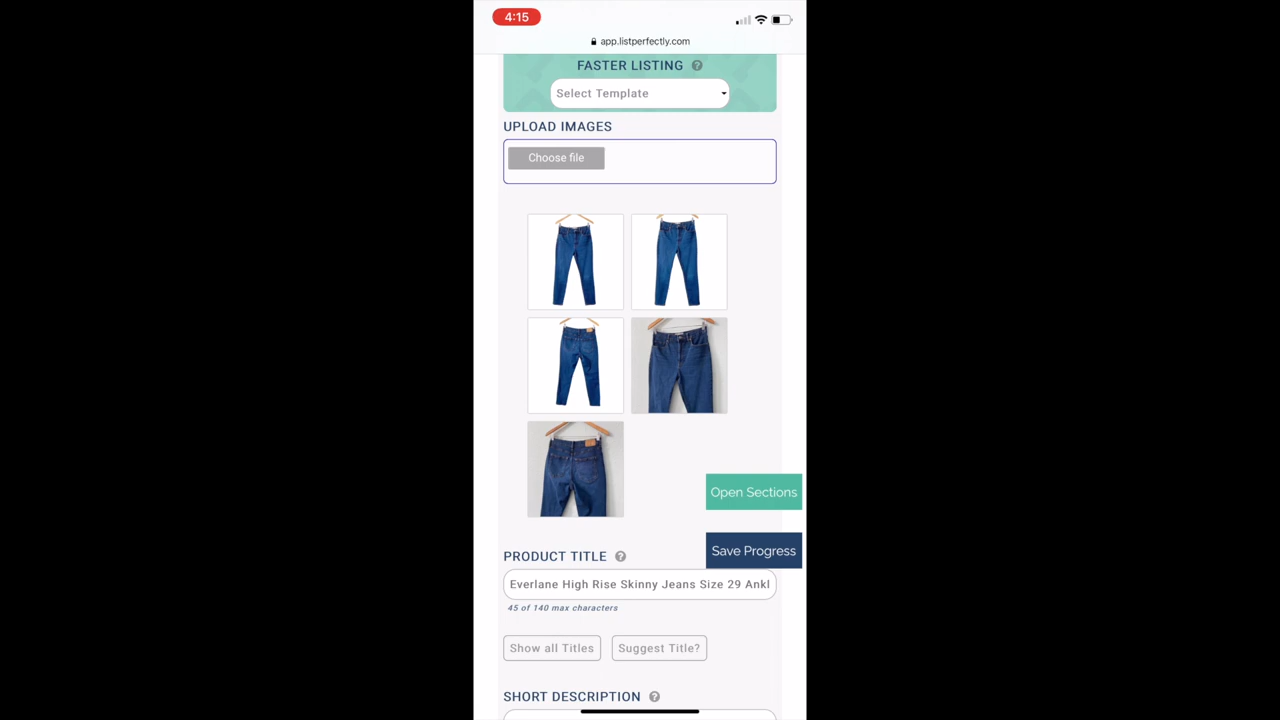 4:15
app.listperfectly.com
FASTER LISTING ?
Select Template
UPLOAD IMAGES
Choose file
Open Sections
Save Progress
PRODUCT TITLE ?
Everlane High Rise Skinny Jeans Size 29 Ankl
45 of 140 max characters
Show all Titles Suggest Title?
SHORT DESCRIPTION ?